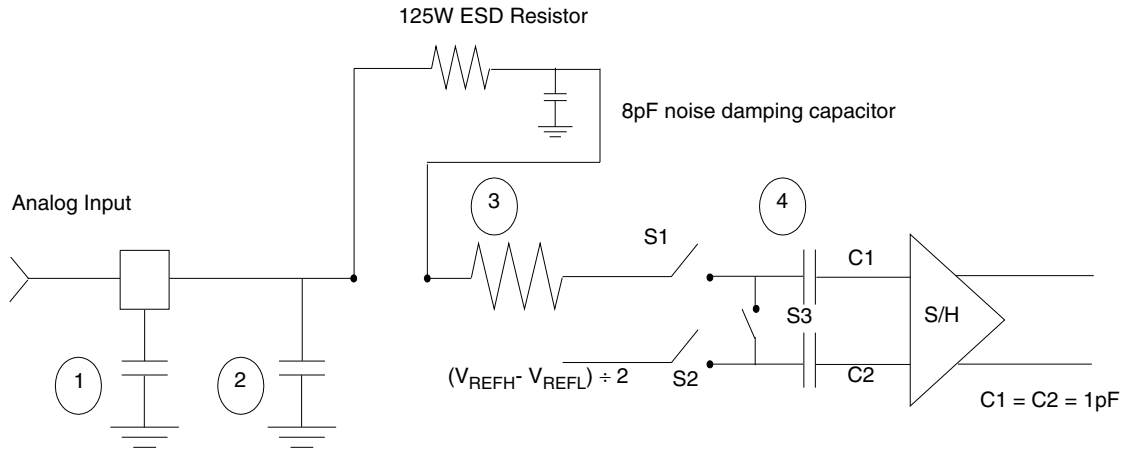 125W ESD Resistor
8pF noise damping capacitor
Analog Input
3
4
S1
C1
S/H
S3
1
2
(VREFH- VREFL) ÷ 2
S2
C2
C1 = C2 = 1pF